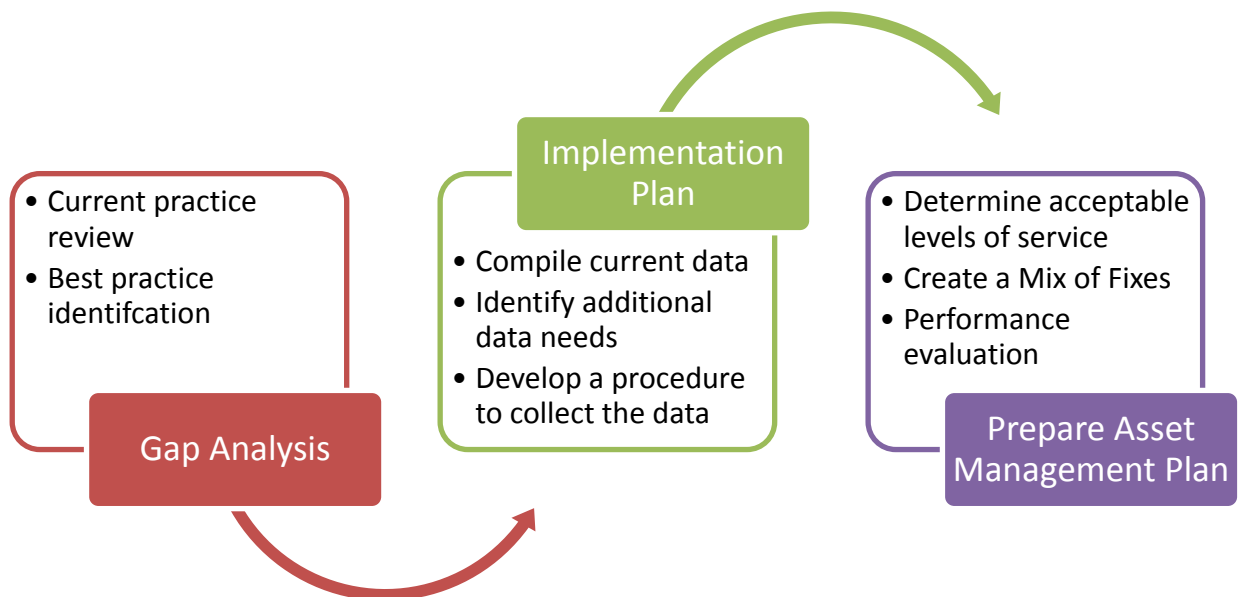 • Current practice
review
• Best practice
identifcation
Gap Analysis
Implementation
Plan
• Compile current data
• Identify additional
data needs
• Develop a procedure
to collect the data
• Determine acceptable
levels of service
• Create a Mix of Fixes
• Performance
evaluation
Prepare Asset
Management Plan